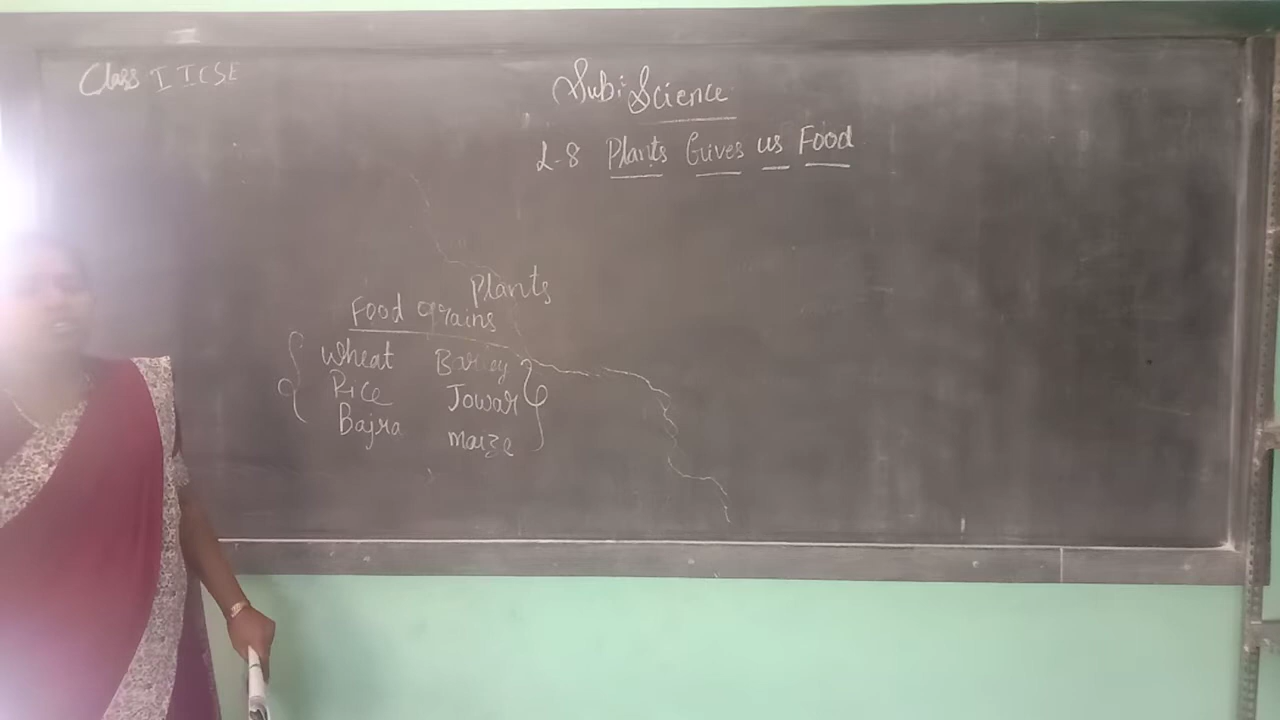 Class I ICSE
Sub: Science
L-8 Plants Gives us Food
Plants
Food grains
Wheat Barley
Rice Jowar
Bajra maize